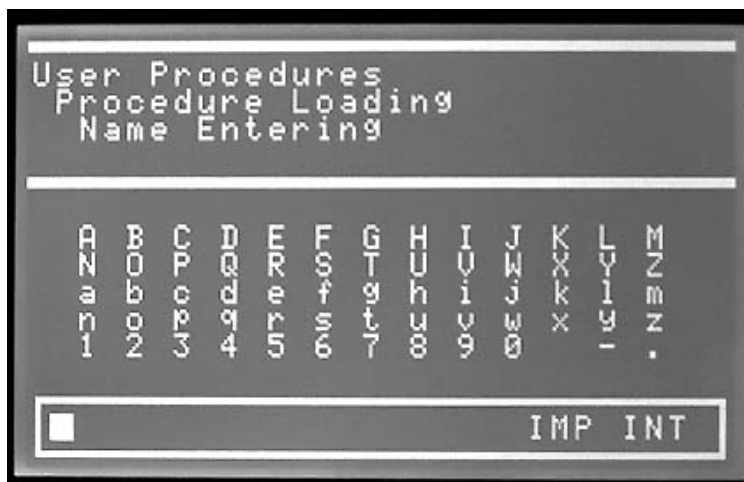 User Procedures
Procedure Loading
Name Entering
A B C D E F G H I J K L M
N O P Q R S T U V W X Y Z
a b c d e f g h i j k l m
n o p q r s t u v w x y z
1 2 3 4 5 6 7 8 9 0 - .
IMP INT